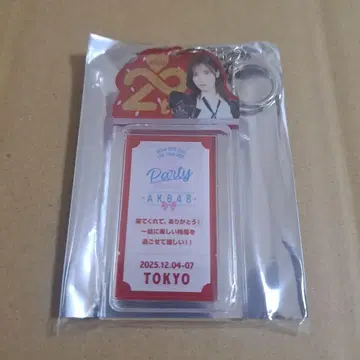 20
Party
-AKB48-
来てくれて、ありがとう!
一緒に楽しい時間を
過ごせて嬉しい!!
2025.12.04-07
TOKYO